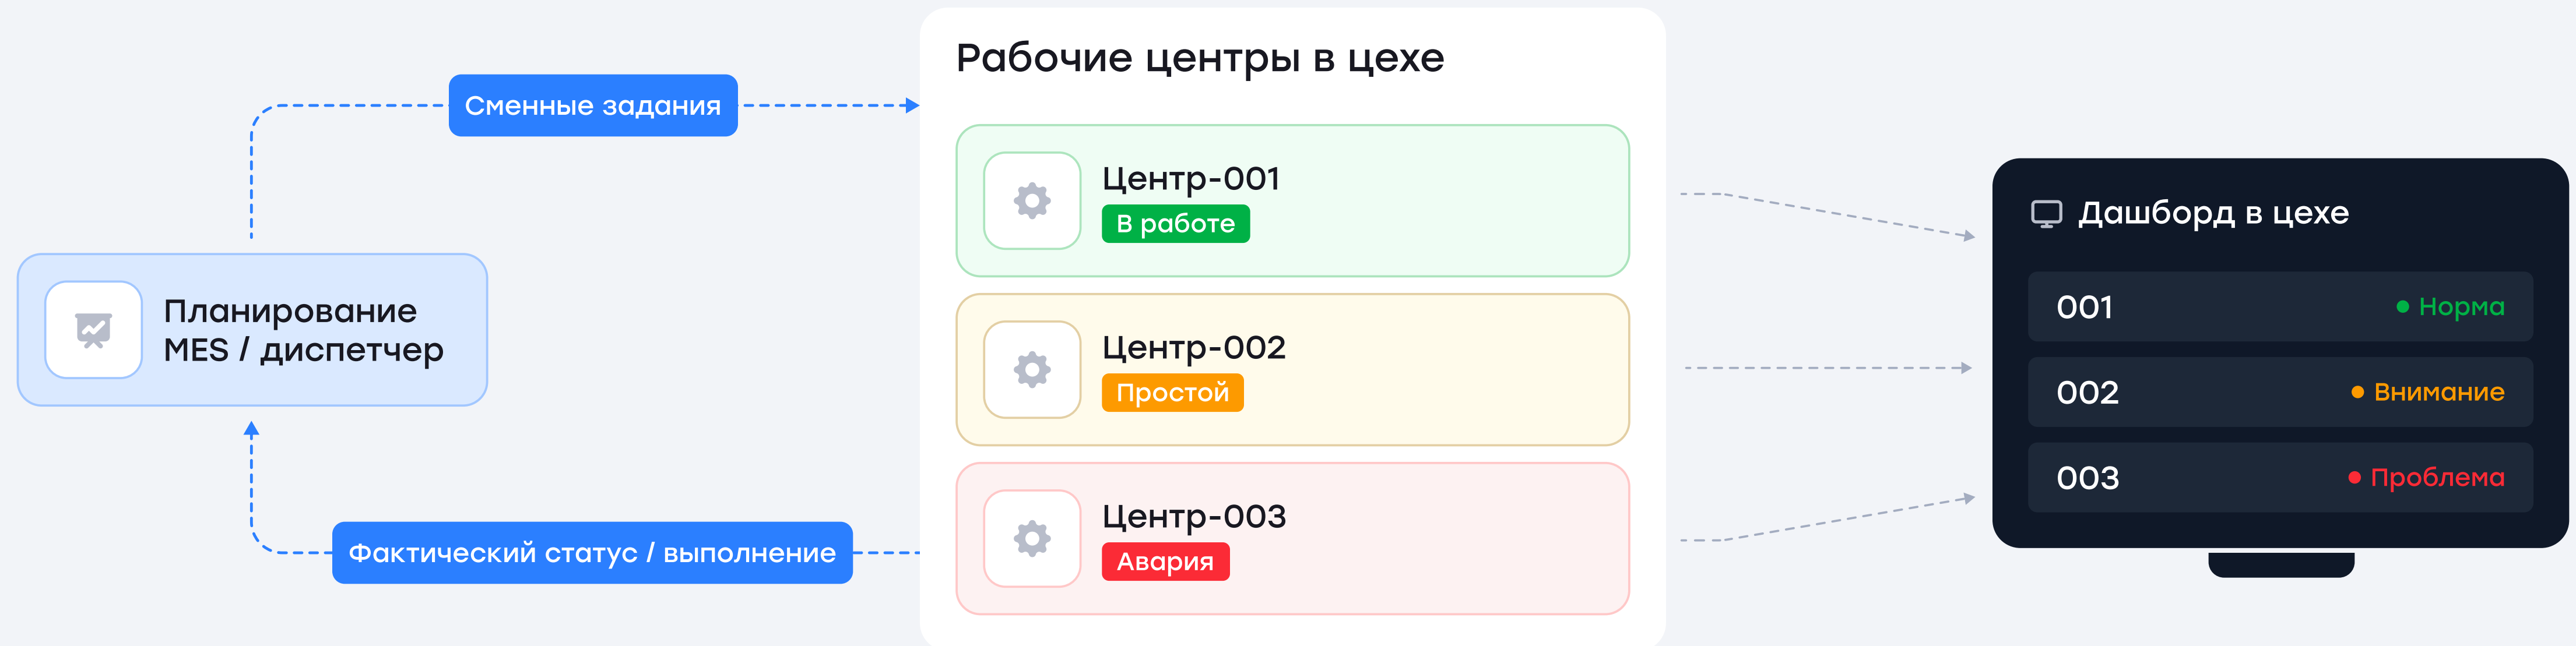 Сменные задания
Планирование
MES / диспетчер
Фактический статус / выполнение
Рабочие центры в цехе
Центр-001
В работе
Центр-002
Простой
Центр-003
Авария
Дашборд в цехе
001 Норма
002 Внимание
003 Проблема